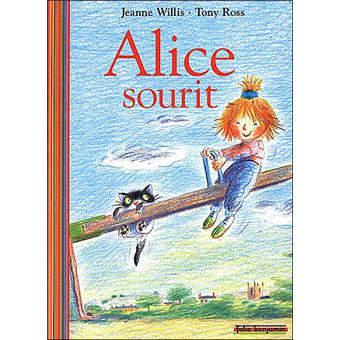 Jeanne Willis · Tony Ross
Alice
sourit
folio benjamin